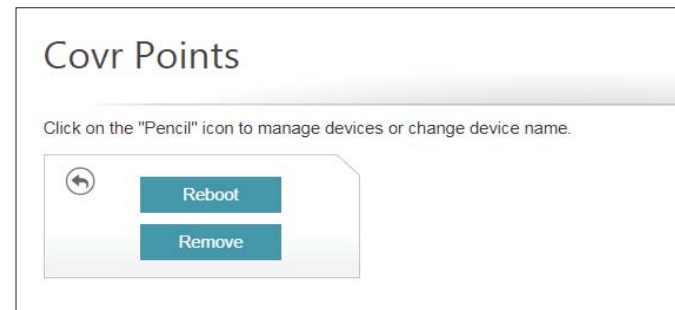 Covr Points
Click on the "Pencil" icon to manage devices or change device name.
Reboot
Remove